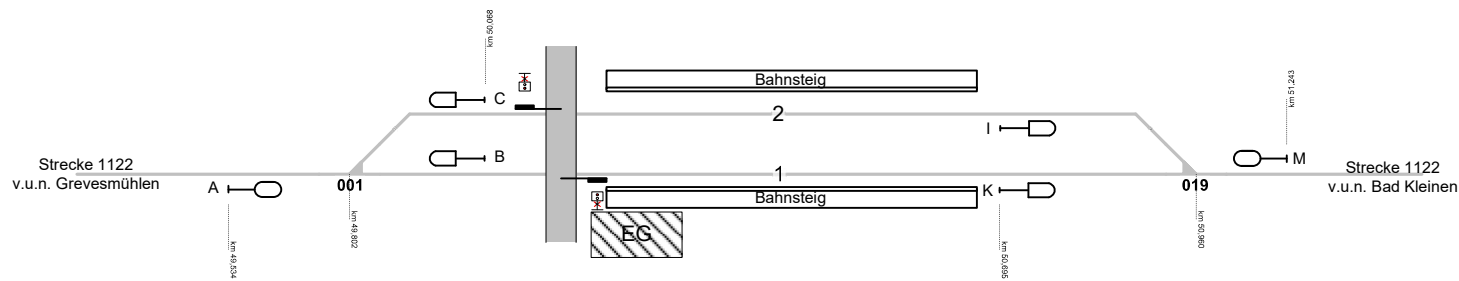 km 50.068
Bahnsteig
C
2
km 51.243
I
B
M
Strecke 1122
v.u.n. Grevesmühlen
1
Strecke 1122
v.u.n. Bad Kleinen
A
001
K
019
Bahnsteig
km 49.802
km 50.960
EG
km 49.534
km 50.695